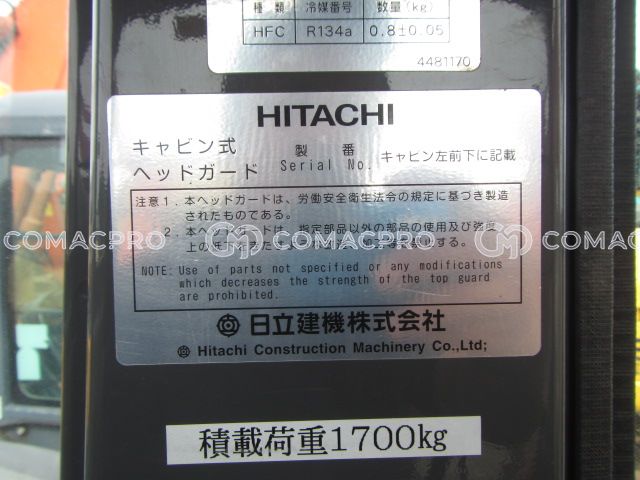 種類 冷媒番号 数量(kg)
HFC R134a 0.8±0.05
4481170
HITACHI
キャビン式
ヘッドガード
製番
Serial No.
キャビン左前下に記載
注意1.本ヘッドガードは、労働安全衛生法令の規定に基づき製造
されたものである。
2.本ヘッドガードは、指定部品以外の部品の使用及び強度
上の
する。
COMACPRO COMACPRO COMACPRO
NOTE: Use of parts not specified or any modifications
which decreases the strength of the top guard
are prohibited.
日立建機株式会社
Hitachi Construction Machinery Co.,Ltd;
積載荷重1700kg